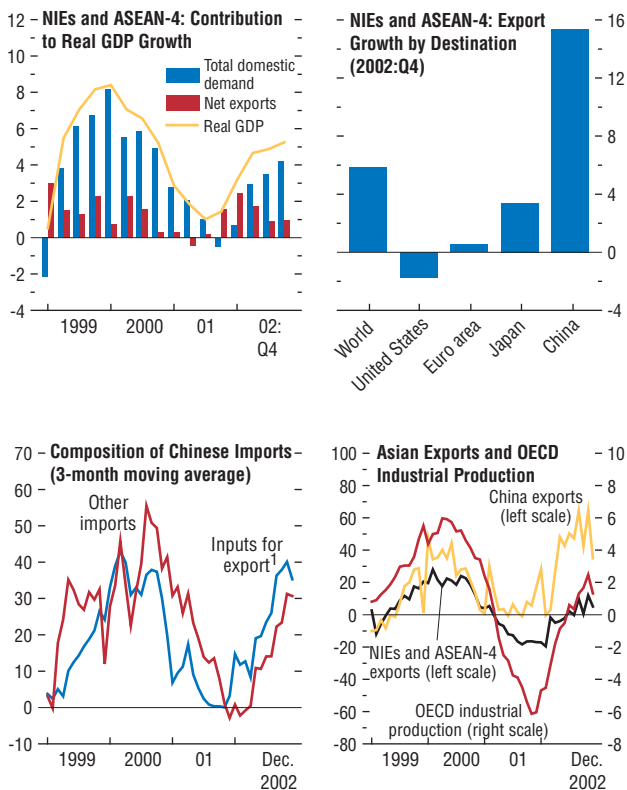 NIEs and ASEAN-4: Contribution
to Real GDP Growth
Total domestic
demand
Net exports
Real GDP
12
10
8
6
4
2
0
-2
-4
1999
2000
01
02:
Q4
NIEs and ASEAN-4: Export
Growth by Destination
(2002:Q4)
16
12
8
4
0
-4
World
United States
Euro area
Japan
China
Composition of Chinese Imports
(3-month moving average)
Other
imports
Inputs for
export1
70
60
50
40
30
20
10
0
-10
1999
2000
01
Dec.
2002
Asian Exports and OECD
Industrial Production
China exports
(left scale)
NIEs and ASEAN-4
exports (left scale)
OECD industrial
production (right scale)
100
80
60
40
20
0
-20
-40
-60
-80
10
8
6
4
2
0
-2
-4
-6
-8
1999
2000
01
Dec.
2002